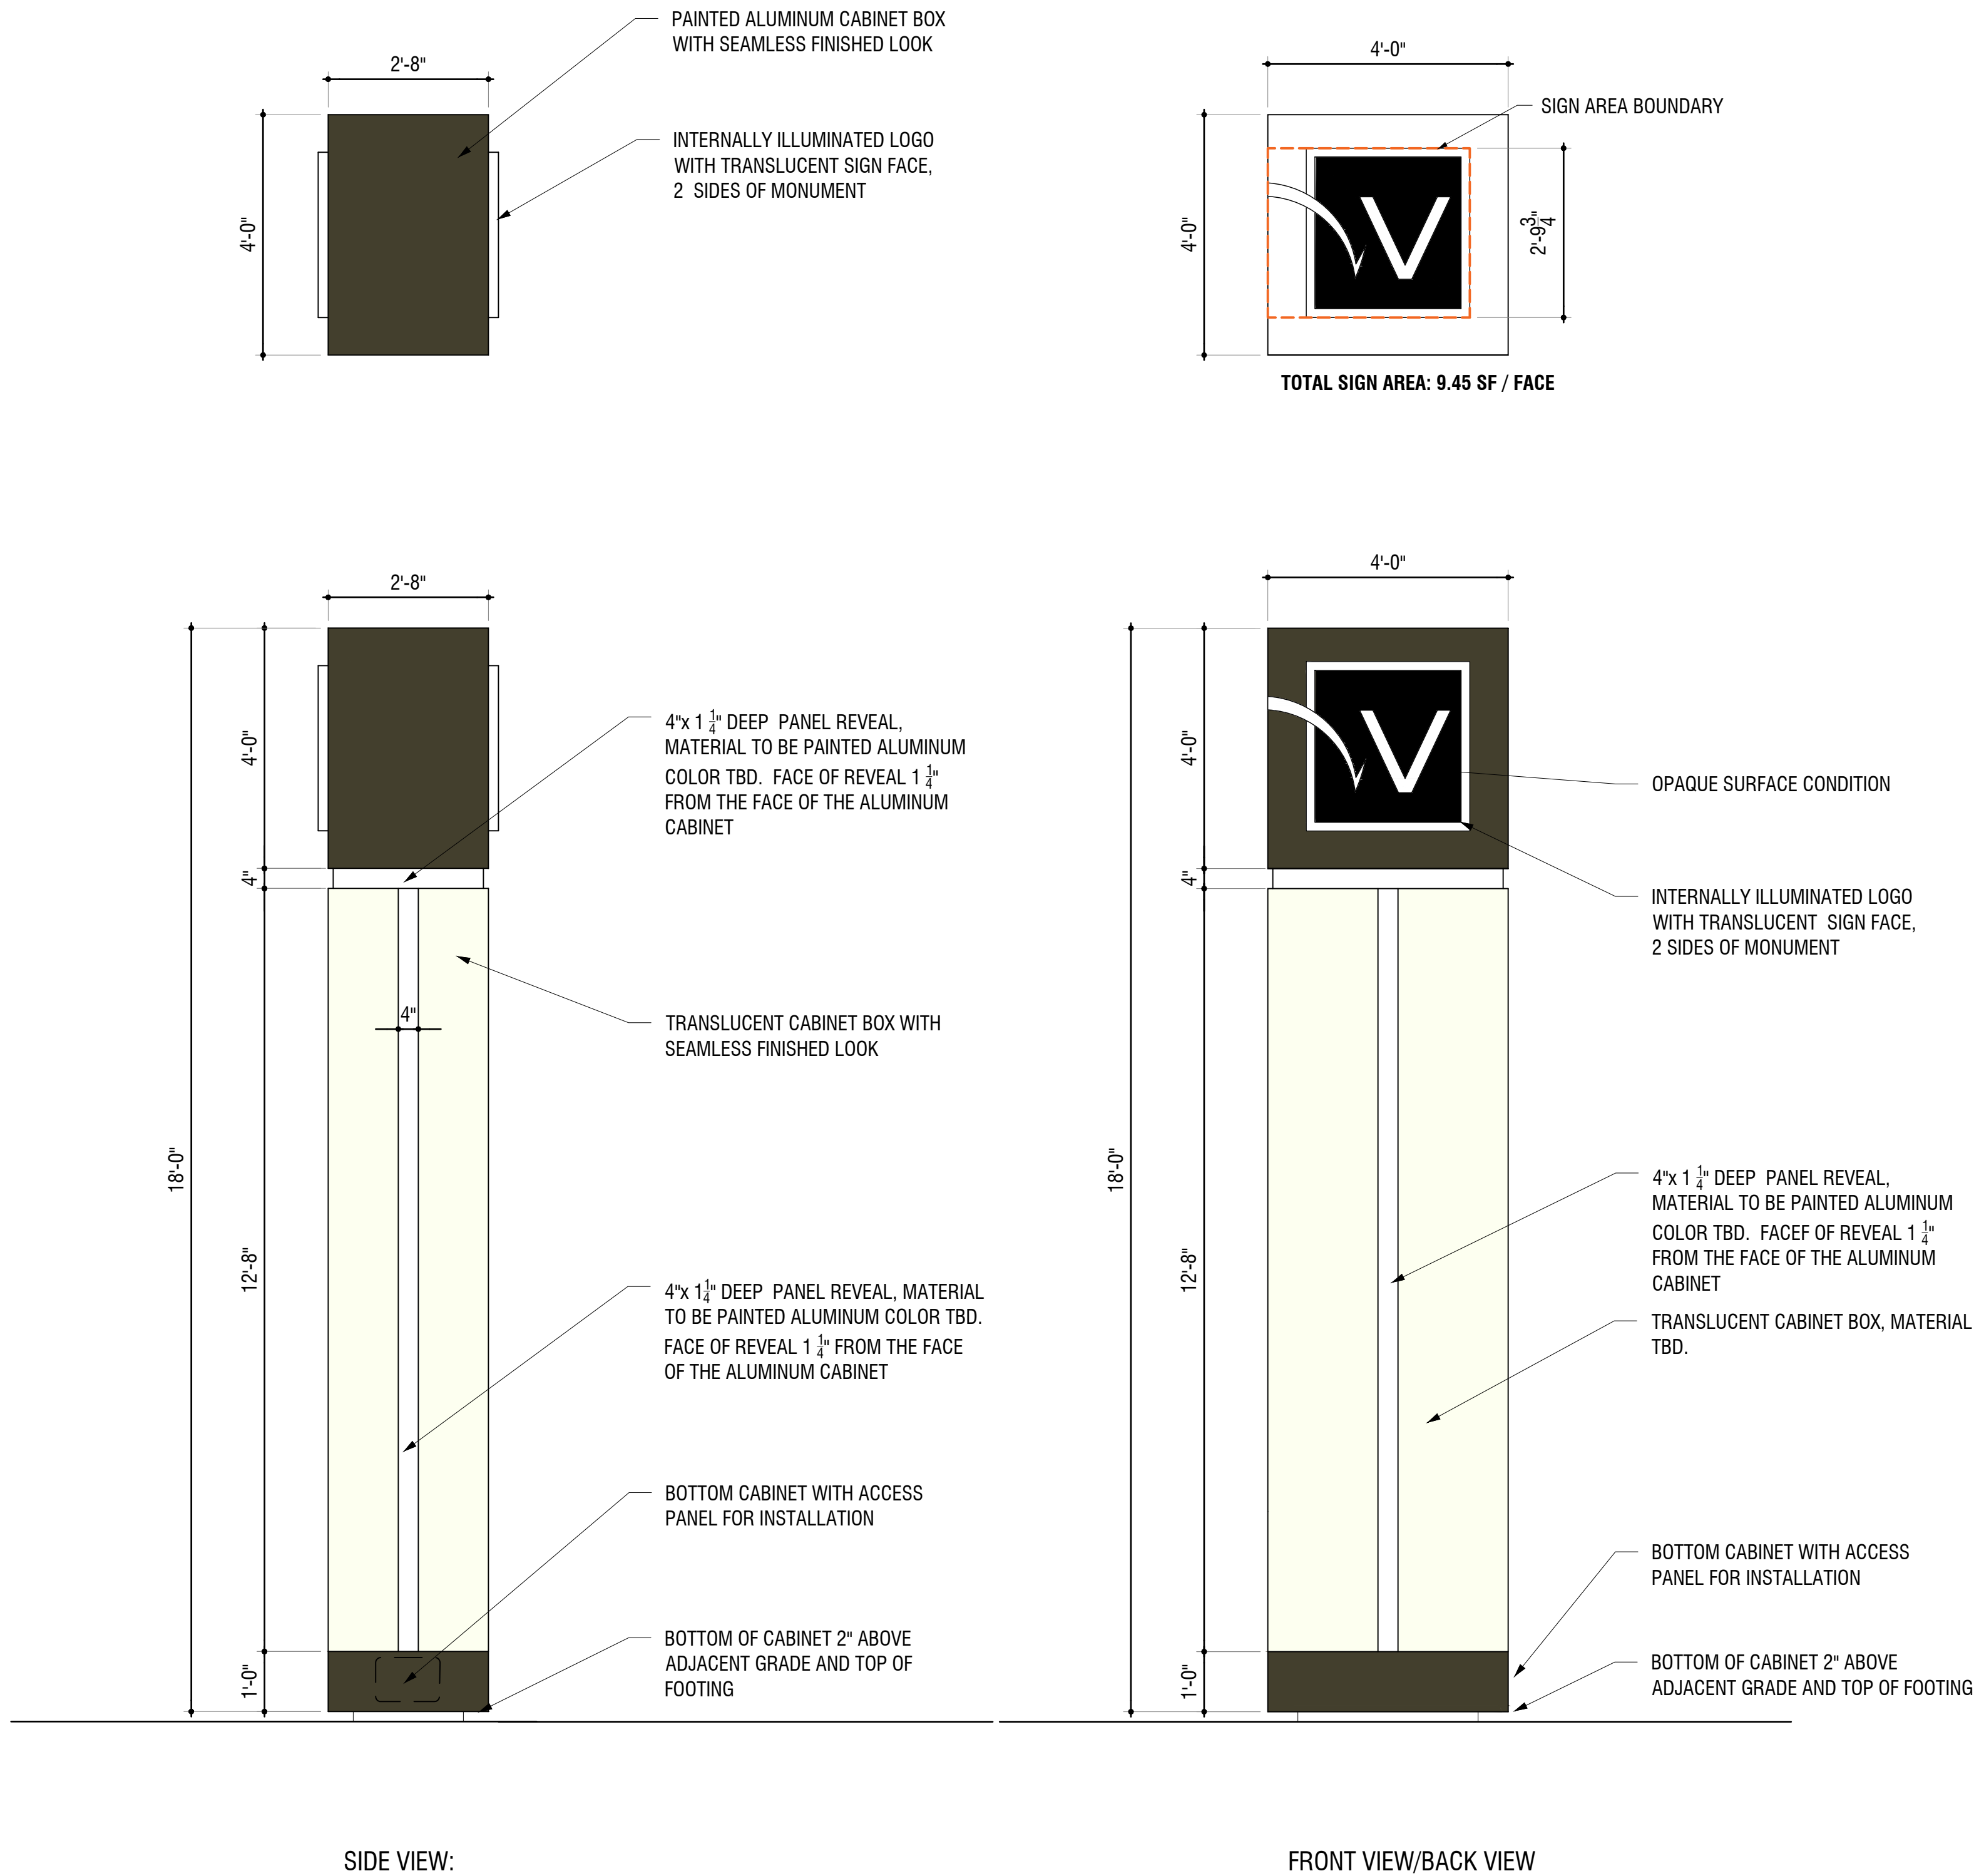 PAINTED ALUMINUM CABINET BOX
WITH SEAMLESS FINISHED LOOK
2'-8"
4'-0"
INTERNALLY ILLUMINATED LOGO
WITH TRANSLUCENT SIGN FACE,
2 SIDES OF MONUMENT
4'-0"
SIGN AREA BOUNDARY
4'-0"
2'-9 3/4"
V
TOTAL SIGN AREA: 9.45 SF / FACE
2'-8"
18'-0"
4'-0"
4"
12'-8"
1'-0"
4"
4"x 1 1/4" DEEP PANEL REVEAL,
MATERIAL TO BE PAINTED ALUMINUM
COLOR TBD. FACE OF REVEAL 1 1/4"
FROM THE FACE OF THE ALUMINUM
CABINET
TRANSLUCENT CABINET BOX WITH
SEAMLESS FINISHED LOOK
4"x 1 1/4" DEEP PANEL REVEAL, MATERIAL
TO BE PAINTED ALUMINUM COLOR TBD.
FACE OF REVEAL 1 1/4" FROM THE FACE
OF THE ALUMINUM CABINET
BOTTOM CABINET WITH ACCESS
PANEL FOR INSTALLATION
BOTTOM OF CABINET 2" ABOVE
ADJACENT GRADE AND TOP OF
FOOTING
SIDE VIEW:
4'-0"
18'-0"
4'-0"
4"
12'-8"
1'-0"
V
OPAQUE SURFACE CONDITION
INTERNALLY ILLUMINATED LOGO
WITH TRANSLUCENT SIGN FACE,
2 SIDES OF MONUMENT
4"x 1 1/4" DEEP PANEL REVEAL,
MATERIAL TO BE PAINTED ALUMINUM
COLOR TBD. FACEF OF REVEAL 1 1/4"
FROM THE FACE OF THE ALUMINUM
CABINET
TRANSLUCENT CABINET BOX, MATERIAL
TBD.
BOTTOM CABINET WITH ACCESS
PANEL FOR INSTALLATION
BOTTOM OF CABINET 2" ABOVE
ADJACENT GRADE AND TOP OF FOOTING
FRONT VIEW/BACK VIEW